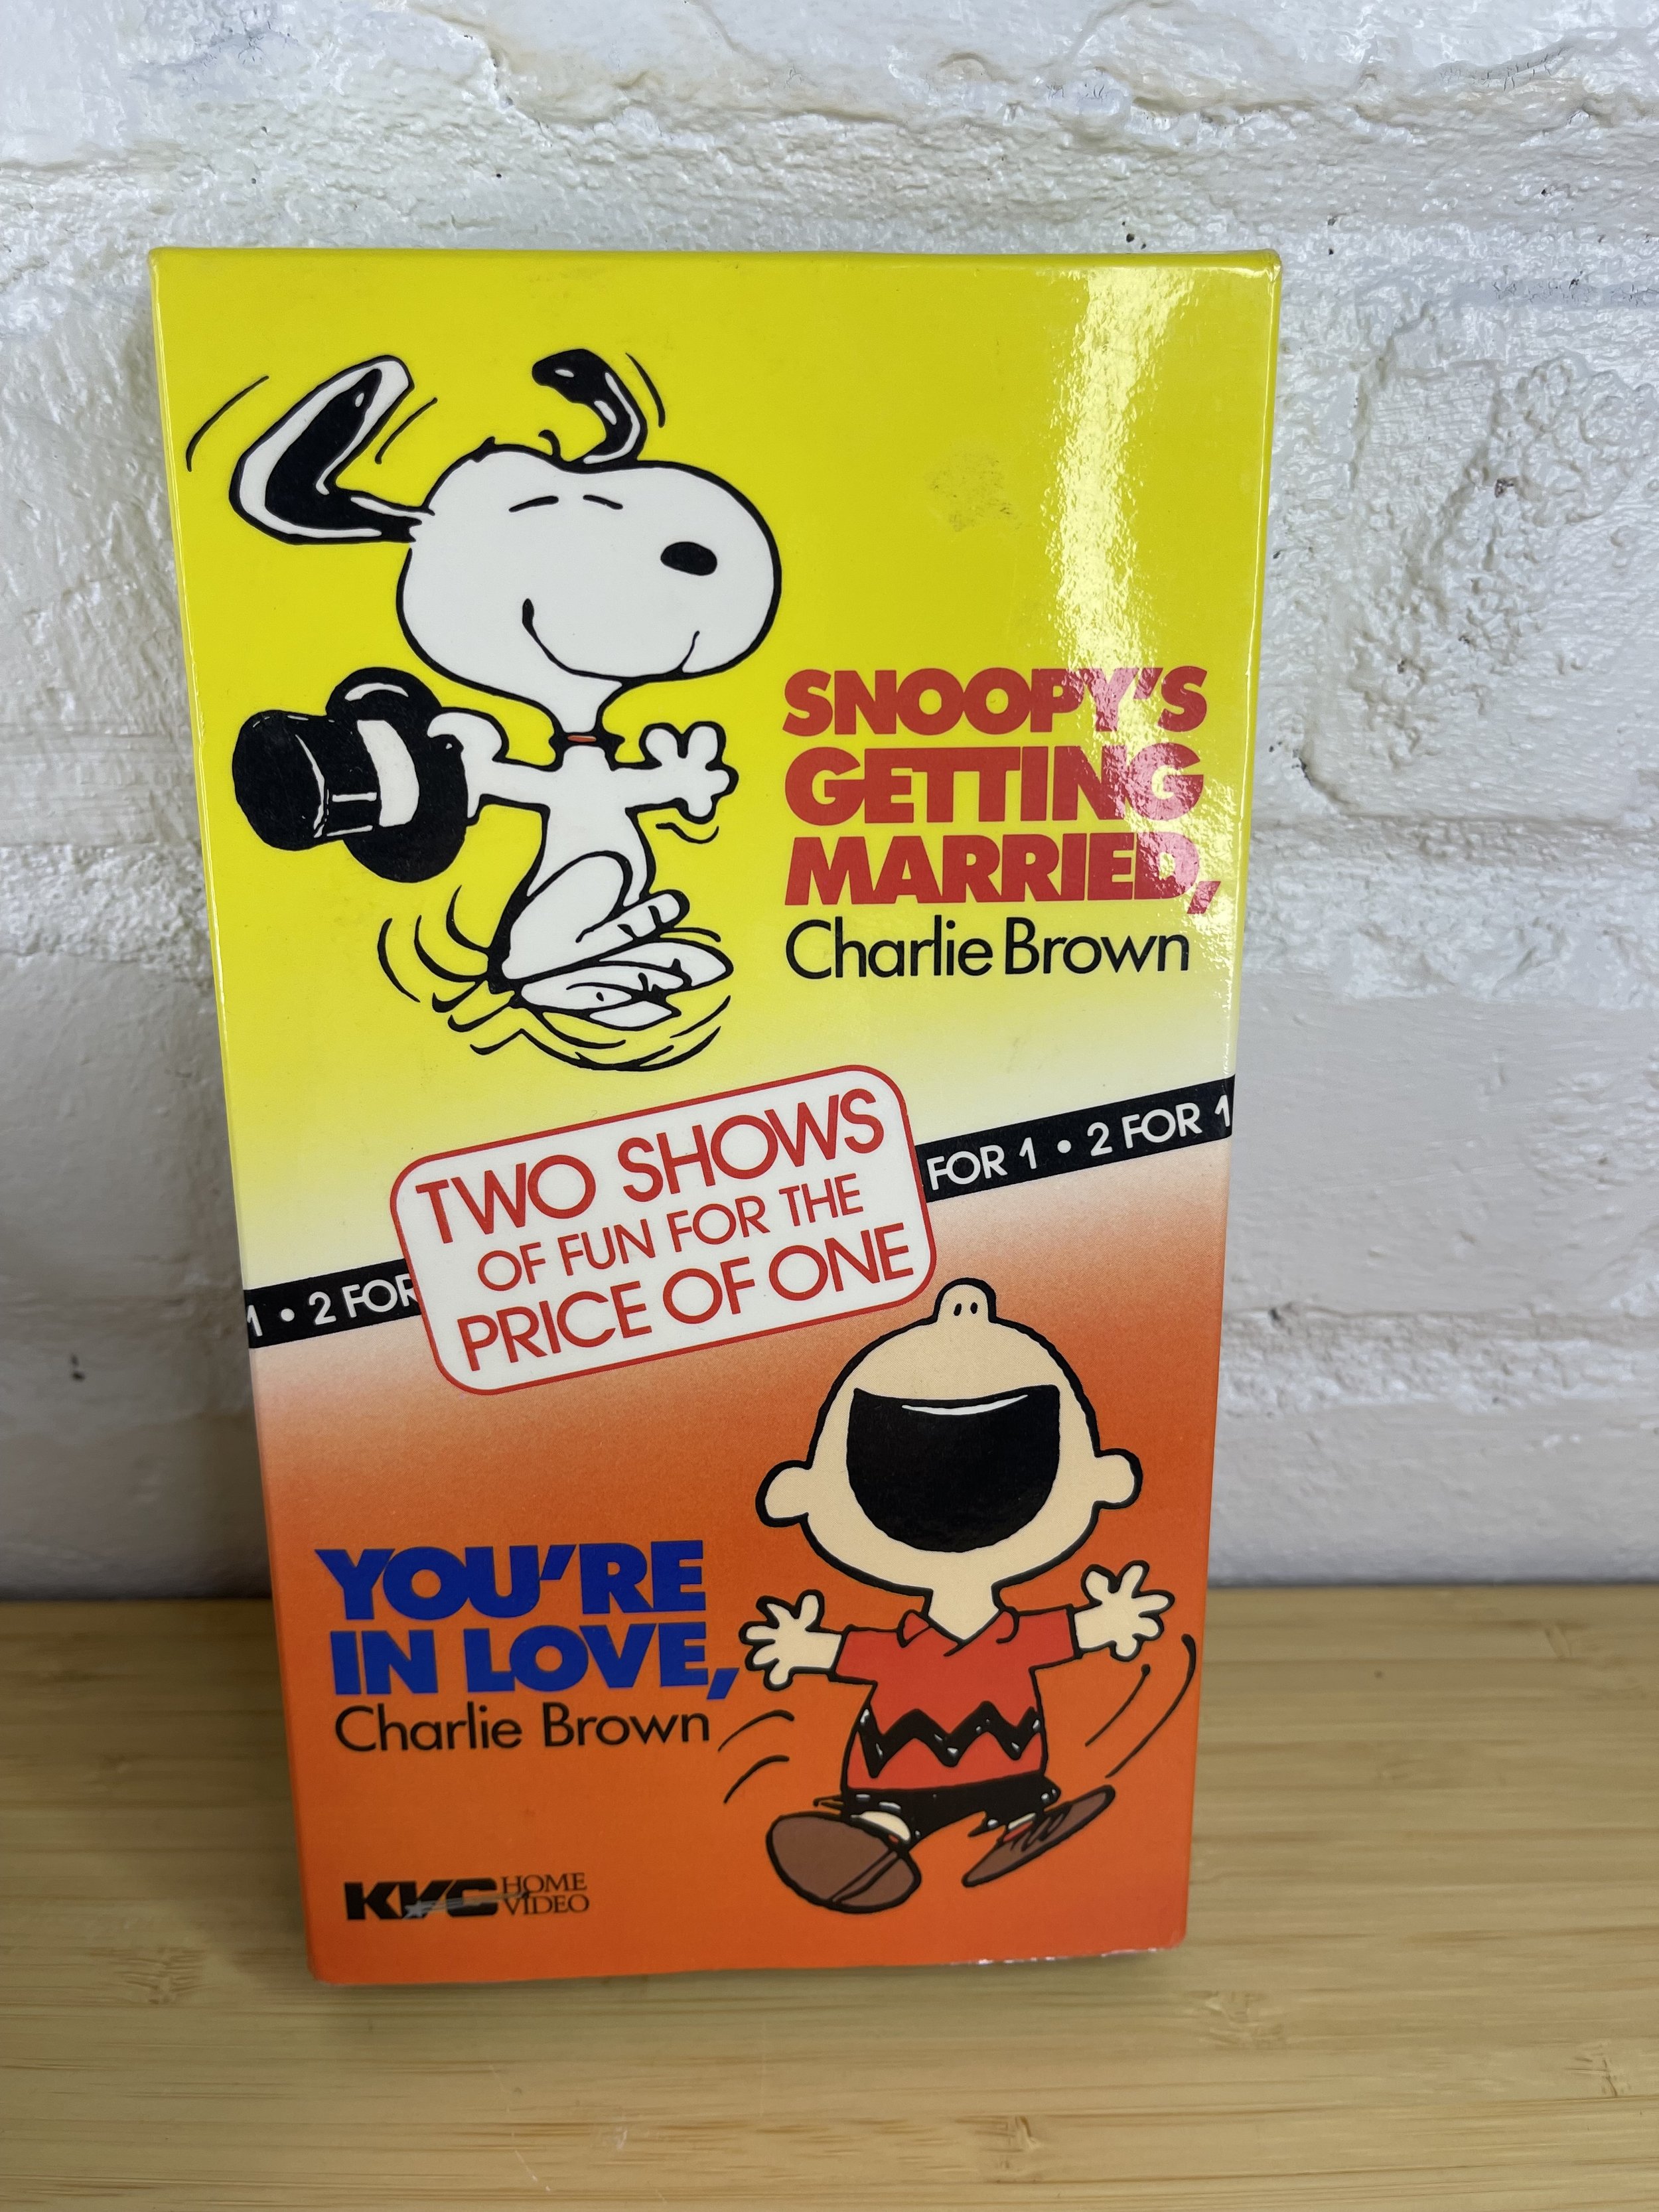 SNOOPY'S
GETTING
MARRIED,
Charlie Brown
TWO SHOWS
OF FUN FOR THE
PRICE OF ONE
1 • 2 FOR
FOR 1 • 2 FOR 1
YOU'RE
IN LOVE,
Charlie Brown
KVC HOME
VIDEO